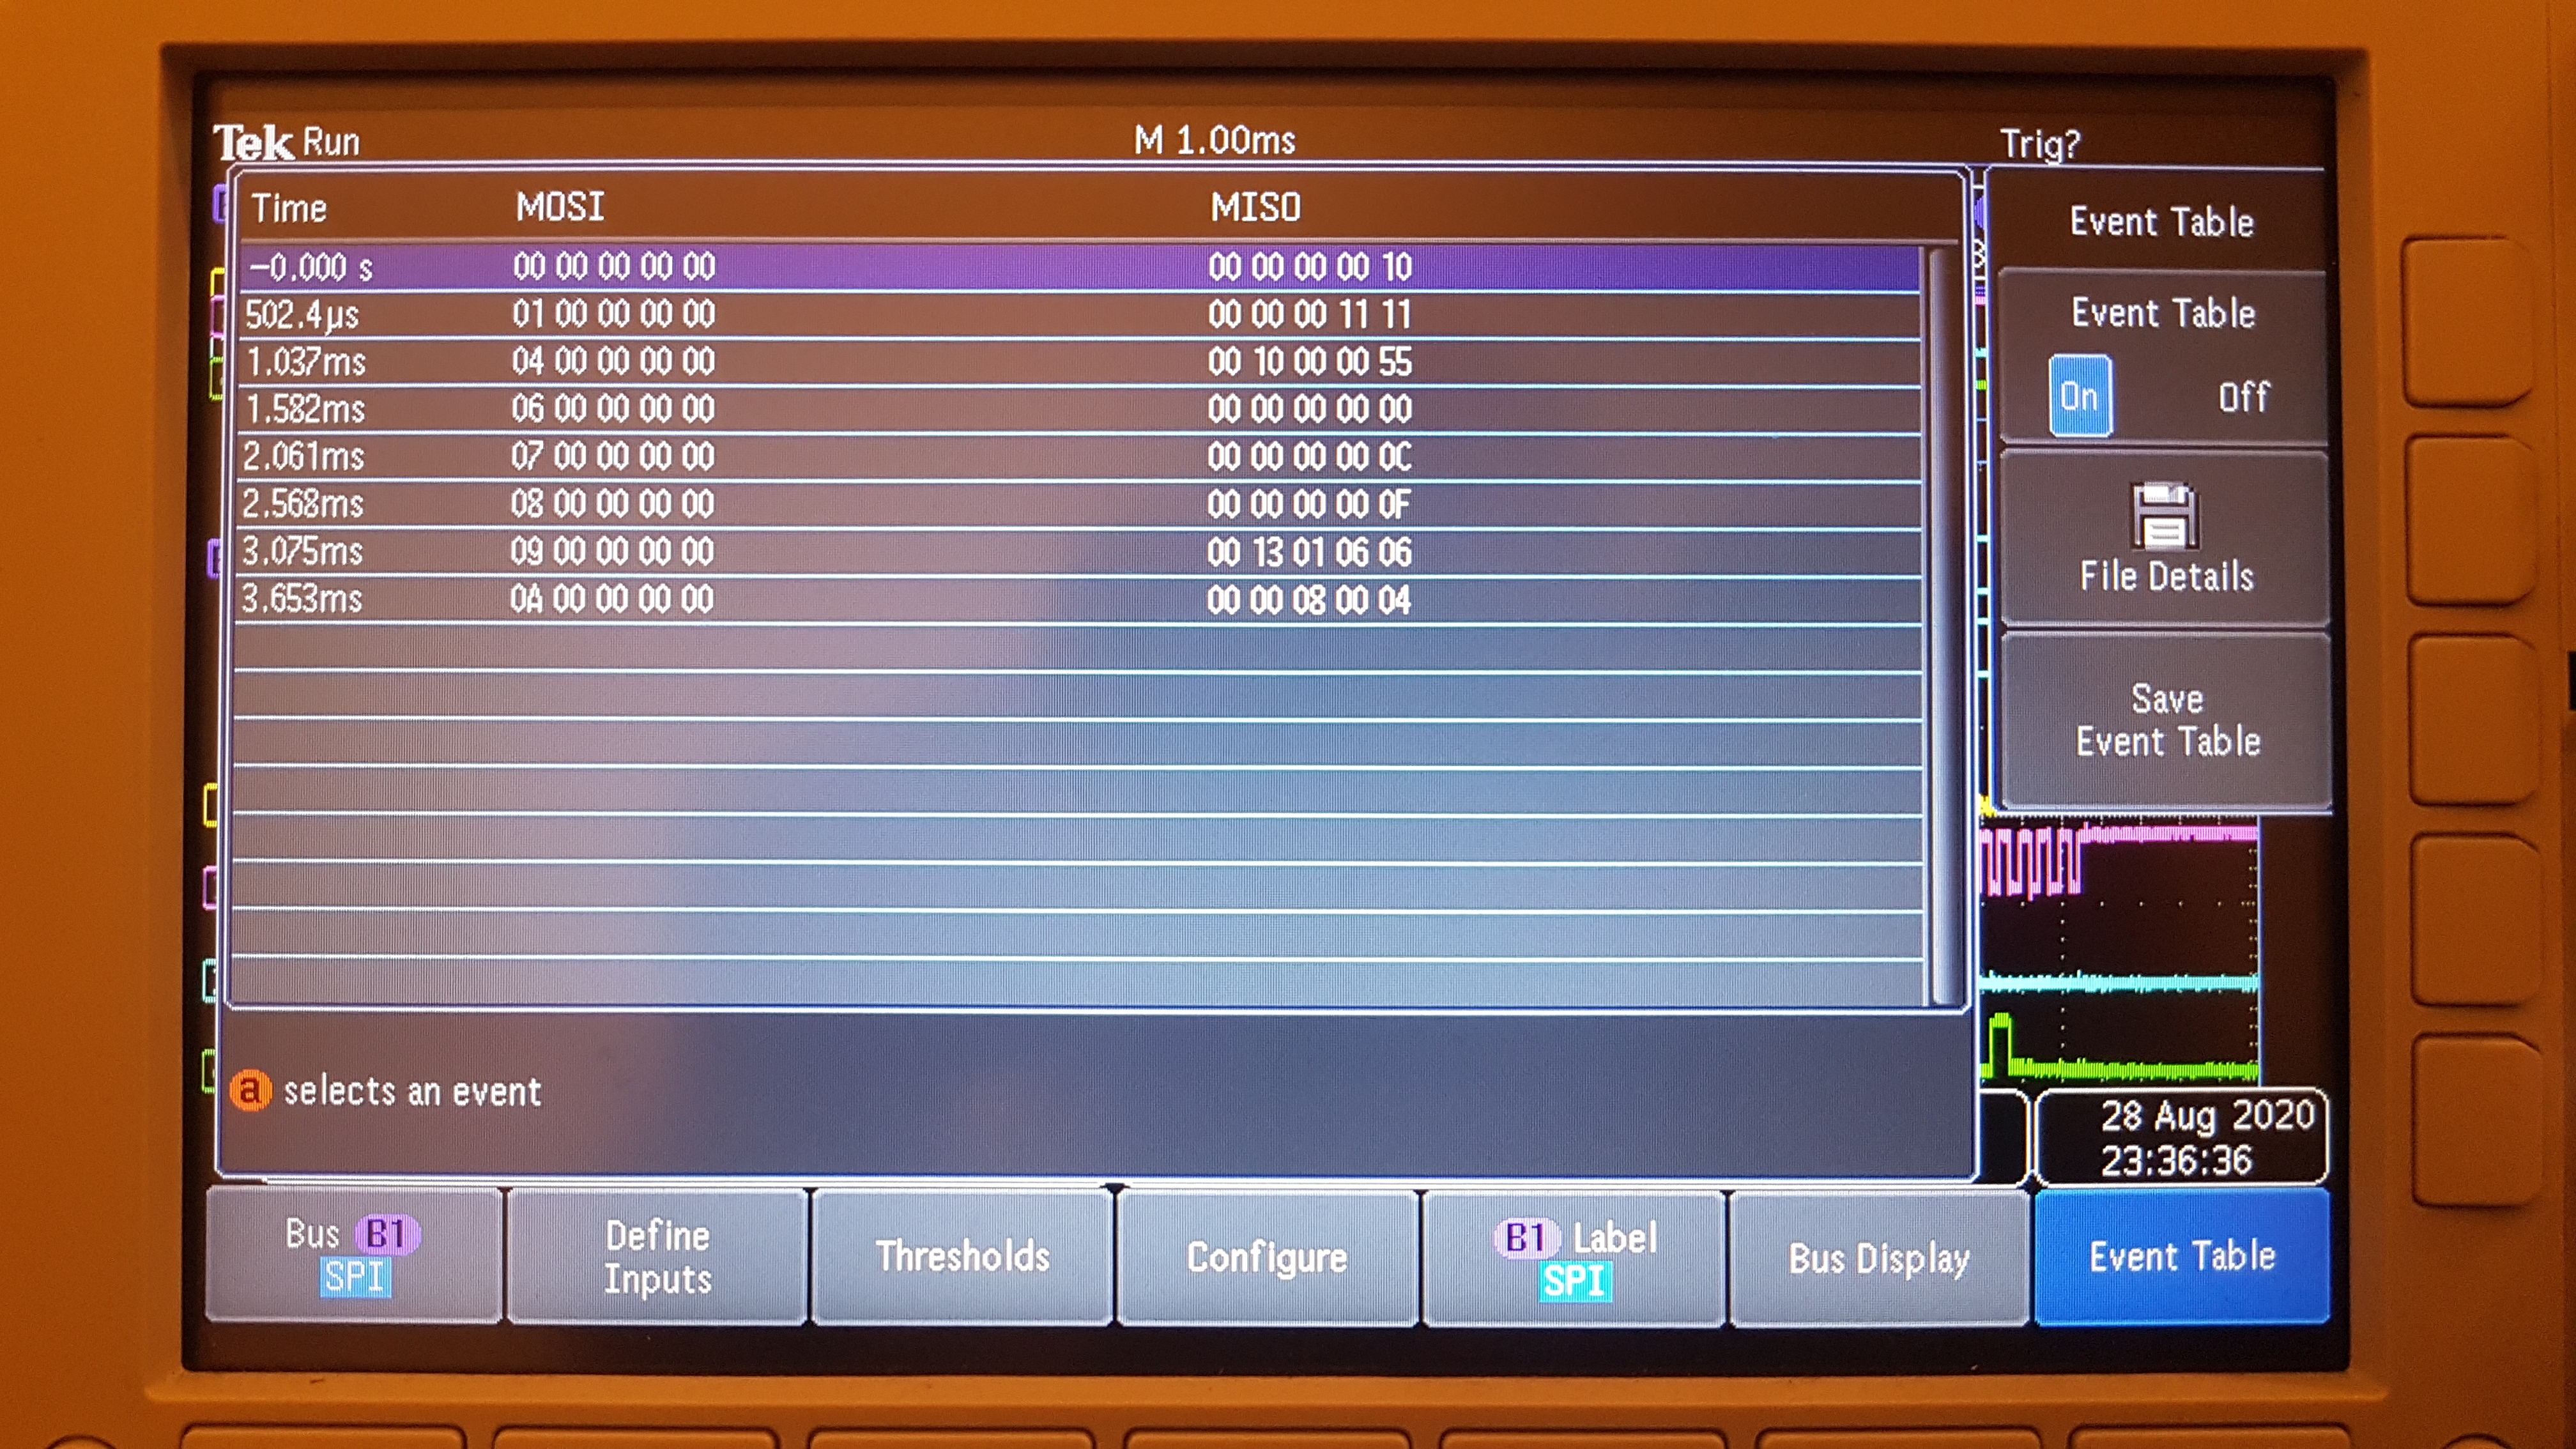 Tek Run M 1.00ms Trig?
Time MOSI MISO
-0.000 s 00 00 00 00 00 00 00 00 00 10
502.4µs 01 00 00 00 00 00 00 00 11 11
1.037ms 04 00 00 00 00 00 10 00 00 55
1.582ms 06 00 00 00 00 00 00 00 00 00
2.061ms 07 00 00 00 00 00 00 00 00 0C
2.568ms 08 00 00 00 00 00 00 00 00 0F
3.075ms 09 00 00 00 00 00 13 01 06 06
3.653ms 0A 00 00 00 00 00 00 08 00 04
a selects an event
Event Table
Event Table
On Off
File Details
Save
Event Table
28 Aug 2020
23:36:36
Bus B1
SPI
Define
Inputs
Thresholds
Configure
B1 Label
SPI
Bus Display
Event Table